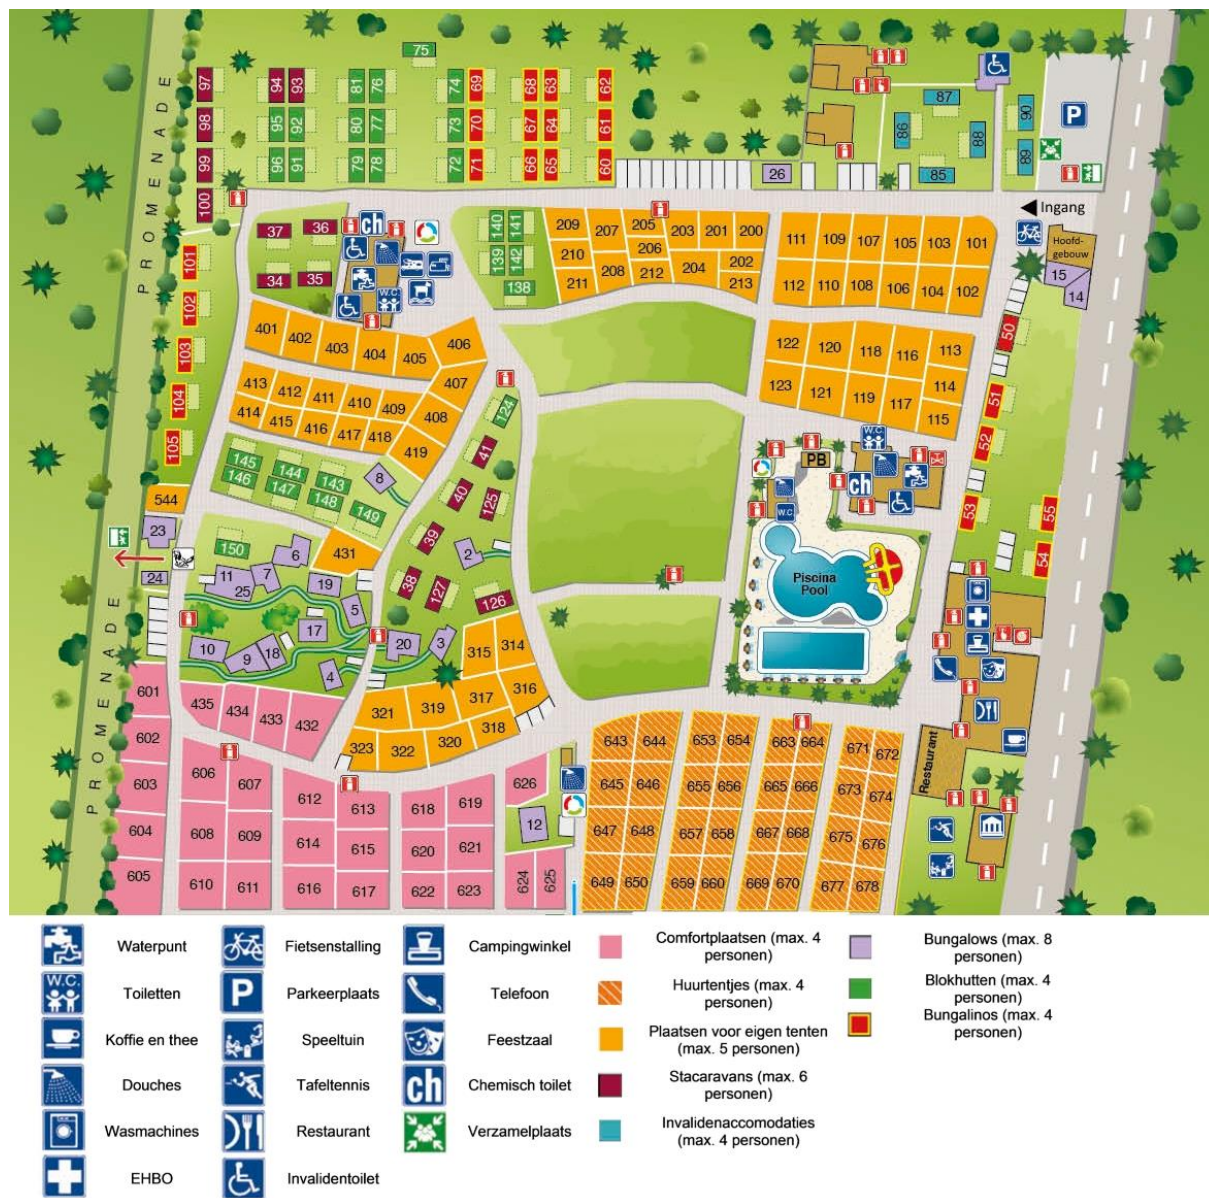 PROMENADE
PROMENADE
75
97 94 93 81 76 74 69 68 63 62
98 95 92 80 77 73 70 67 64 61
99 96 91 79 78 72 71 66 65 60
100
26
87
86 88
85
90
89
P
Ingang
Hoofd-
gebouw
15
14
37 36
34 35
ch
W.C.
140 141
139 142
138
209 207 205 203 201 200
210 206 202
211 208 212 204 213
111 109 107 105 103 101
112 110 108 106 104 102
101
102
103
104
105
401 402 403 404 405 406
407
413 412 411 410 409 408
414 415 416 417 418 419
122 120 118 116 113
114
123 121 119 117 115
50
51
52
53
55
54
145 144 143
146 147 148 149
8
124
41
40 125
39
38 127
126
2
544
23
24
150
6
431
11 7 19
25
5
17
10 9 18
20 3
4
W.C.
PB
ch
W.C
Piscina
Pool
315 314
316
321 319 317
323 322 320 318
601
602
603
604
605
435 434 433 432
606 607
608 609
610 611
612 613
614 615
616 617
618 619
620 621
622 623
626
12
624 625
643 644
645 646
647 648
649 650
653 654
655 656
657 658
659 660
663 664
665 666
667 668
669 670
671 672
673 674
675 676
677 678
Restaurant
Waterpunt
W.C.
Toiletten
Koffie en thee
Douches
Wasmachines
EHBO
Fietsenstalling
P
Parkeerplaats
Speeltuin
Tafeltennis
Restaurant
Invalidentoilet
Campingwinkel
Telefoon
Feestzaal
ch
Chemisch toilet
Verzamelplaats
Comfortplaatsen (max. 4
personen)
Huurtentjes (max. 4
personen)
Plaatsen voor eigen tenten
(max. 5 personen)
Stacaravans (max. 6
personen)
Invalidenaccomodaties
(max. 4 personen)
Bungalows (max. 8
personen)
Blokhutten (max. 4
personen)
Bungalinos (max. 4
personen)